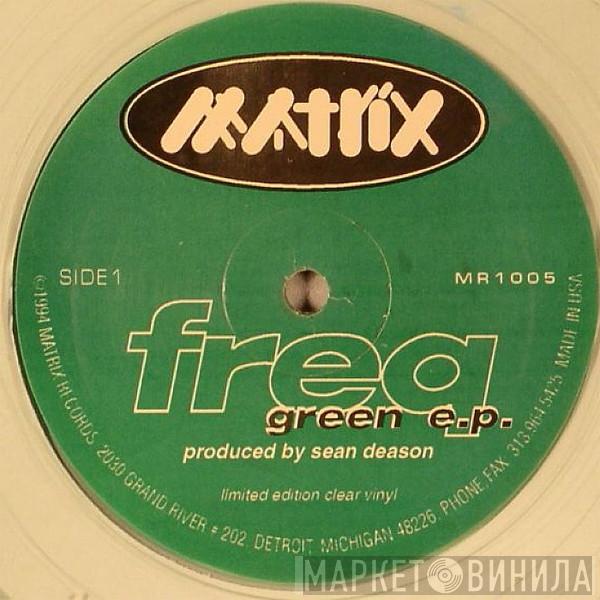 MATRIX
SIDE 1
MR1005
freq
green e.p.
produced by sean deason
limited edition clear vinyl
©1994 MATRIX RECORDS. 2030 GRAND RIVER # 202, DETROIT, MICHIGAN 48226, PHONE, FAX 313.964.5425 MADE IN USA
МАРКЕТ ВИНИЛА